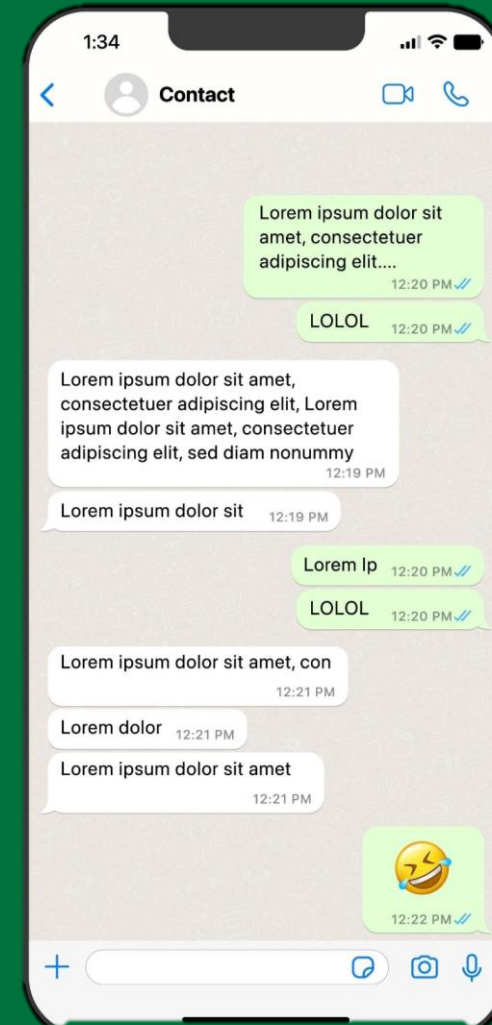 1:34
Contact
Lorem ipsum dolor sit
amet, consectetuer
adipiscing elit....
12:20 PM
LOLOL 12:20 PM
Lorem ipsum dolor sit amet,
consectetuer adipiscing elit, Lorem
ipsum dolor sit amet, consectetuer
adipiscing elit, sed diam nonummy
12:19 PM
Lorem ipsum dolor sit 12:19 PM
Lorem Ip 12:20 PM
LOLOL 12:20 PM
Lorem ipsum dolor sit amet, con
12:21 PM
Lorem dolor 12:21 PM
Lorem ipsum dolor sit amet
12:21 PM
12:22 PM